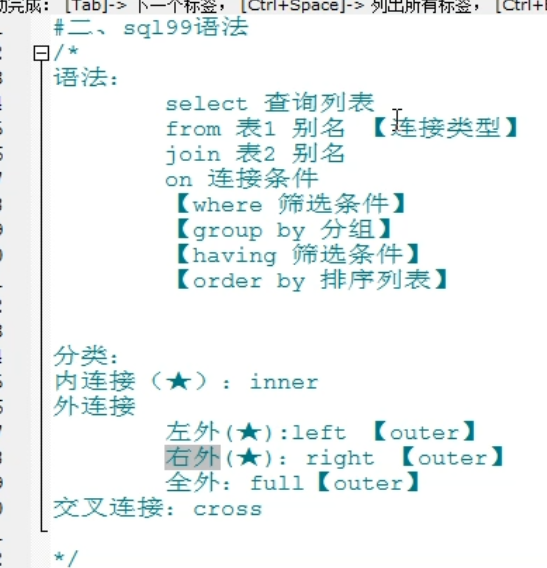 完成：[Tab]-> 下一个标签，[Ctrl+Space]-> 列出所有标签，[Ctrl+
#二、sql99语法
/*
语法：
select 查询列表
from 表1 别名 【连接类型】
join 表2 别名
on 连接条件
【where 筛选条件】
【group by 分组】
【having 筛选条件】
【order by 排序列表】
分类：
内连接（★）：inner
外连接
左外(★):left 【outer】
右外(★)：right 【outer】
全外：full【outer】
交叉连接：cross
*/